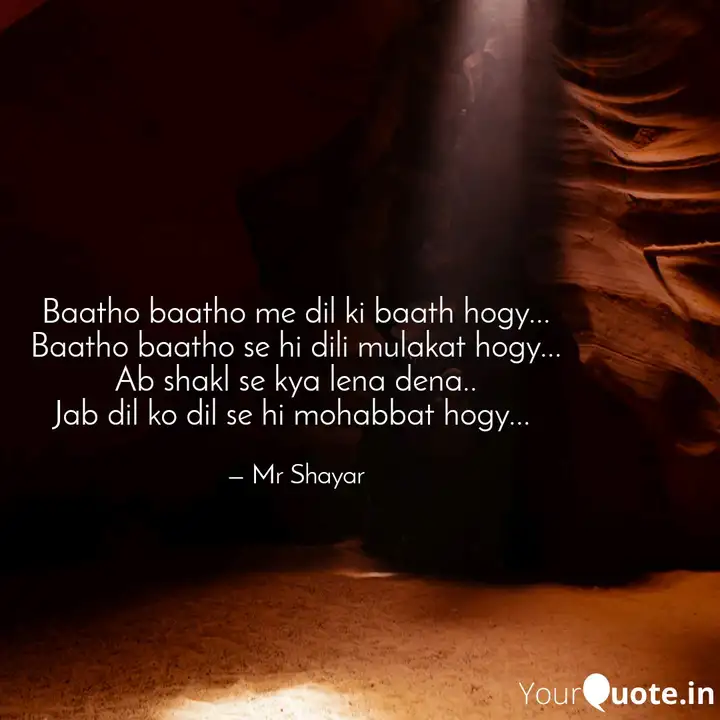 Baatho baatho me dil ki baath hogy...
Baatho baatho se hi dili mulakat hogy...
Ab shakl se kya lena dena..
Jab dil ko dil se hi mohabbat hogy...
– Mr Shayar
YourQuote.in